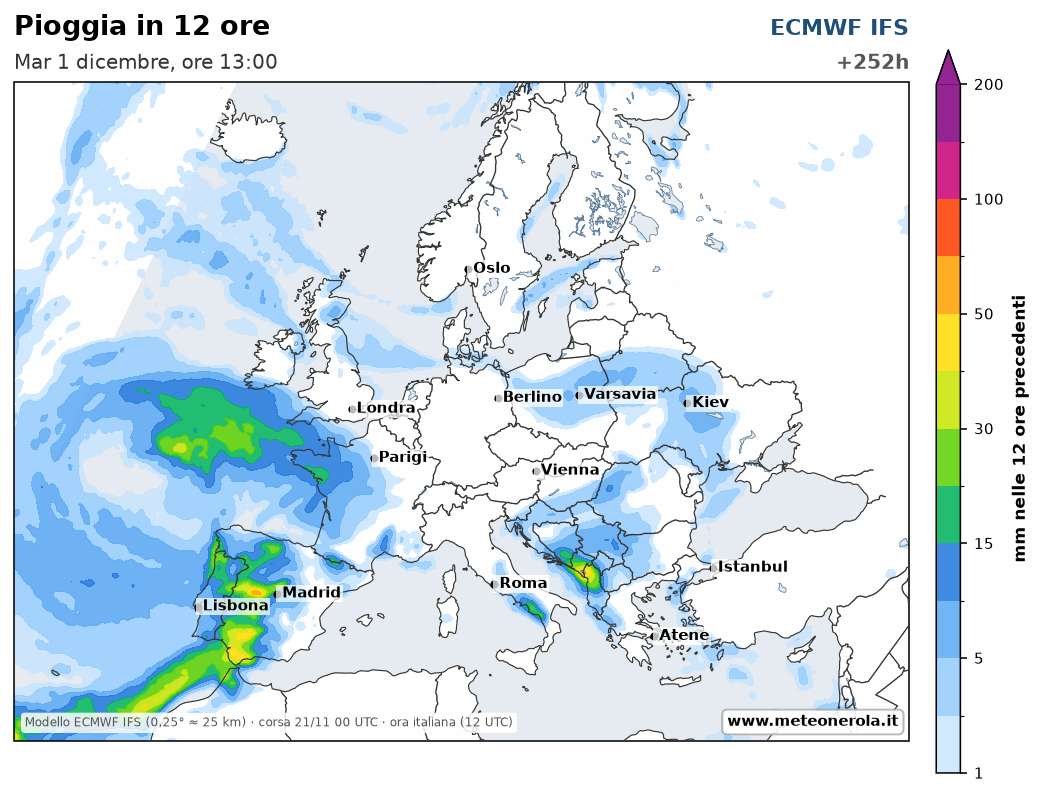 Pioggia in 12 ore
ECMWF IFS
Mar 1 dicembre, ore 13:00
+252h
200
100
50
30
15
5
1
mm nelle 12 ore precedenti
Oslo
Berlino
Varsavia
Kiev
Londra
Parigi
Vienna
Istanbul
Roma
Madrid
Lisbona
Atene
Modello ECMWF IFS (0,25° ≈ 25 km) · corsa 21/11 00 UTC · ora italiana (12 UTC)
www.meteonerola.it